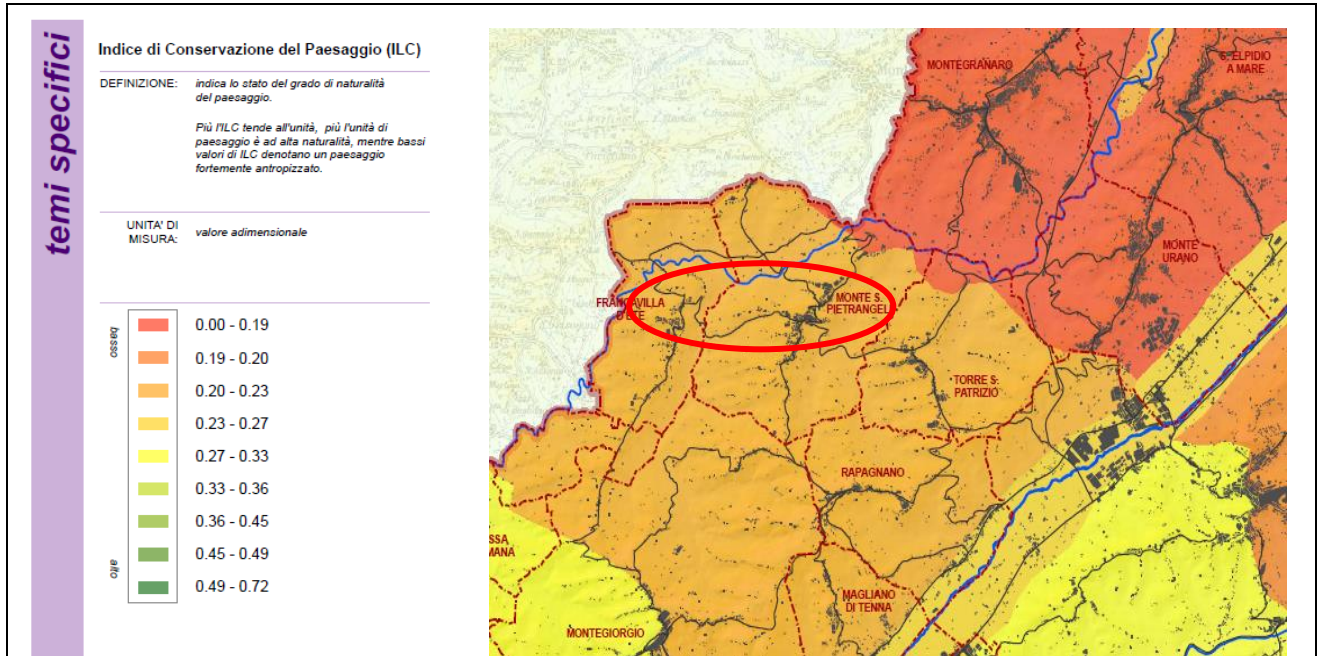 temi specifici
Indice di Conservazione del Paesaggio (ILC)
DEFINIZIONE: indica lo stato del grado di naturalità
del paesaggio.
Più l'ILC tende all'unità, più l'unità di
paesaggio è ad alta naturalità, mentre bassi
valori di ILC denotano un paesaggio
fortemente antropizzato.
UNITA' DI
MISURA: valore adimensionale
basso
0.00 - 0.19
0.19 - 0.20
0.20 - 0.23
0.23 - 0.27
0.27 - 0.33
0.33 - 0.36
0.36 - 0.45
0.45 - 0.49
0.49 - 0.72
alto
MONTEGRANARO
S. ELPIDIO
A MARE
MONTE
URANO
FRANCAVILLA
D'ETE
MONTE S.
PIETRANGELI
TORRE S.
PATRIZIO
RAPAGNANO
SSA
MANA
MAGLIANO
DI TENNA
MONTEGIORGIO